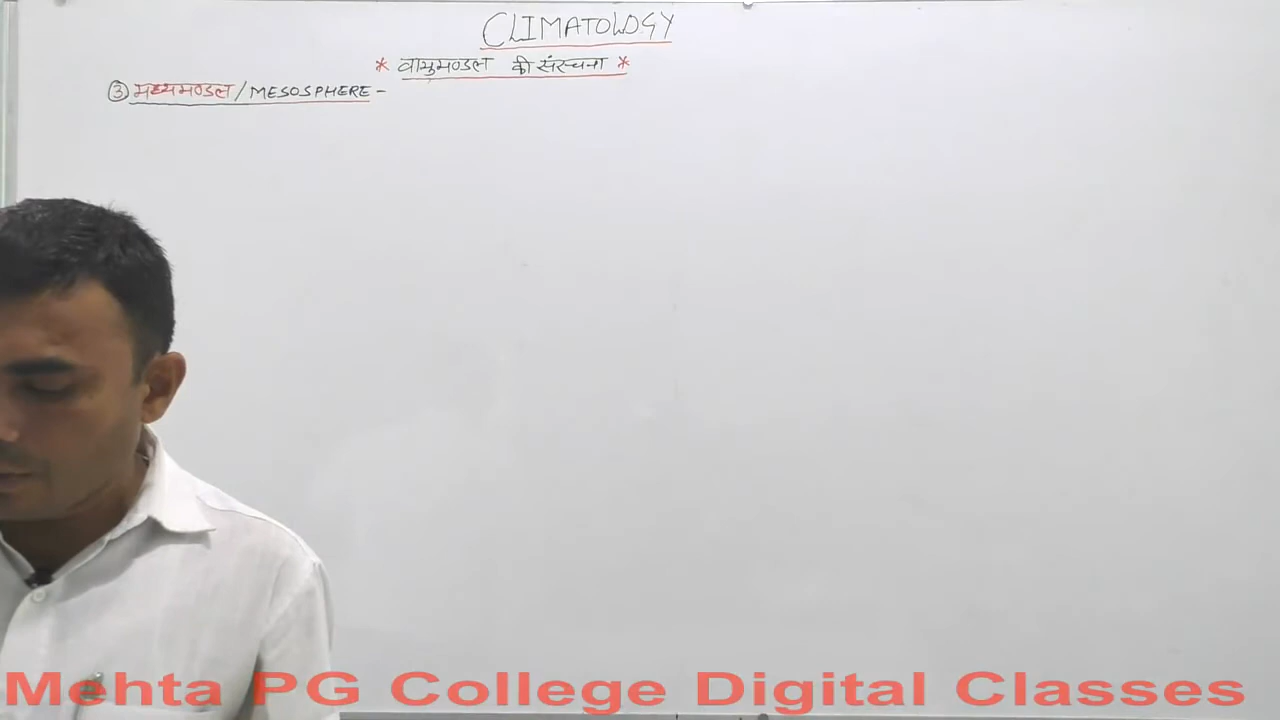 CLIMATOLOGY
* वायुमण्डल की संरचना *
③ मध्यमण्डल / MESOSPHERE -
Mehta PG College Digital Classes